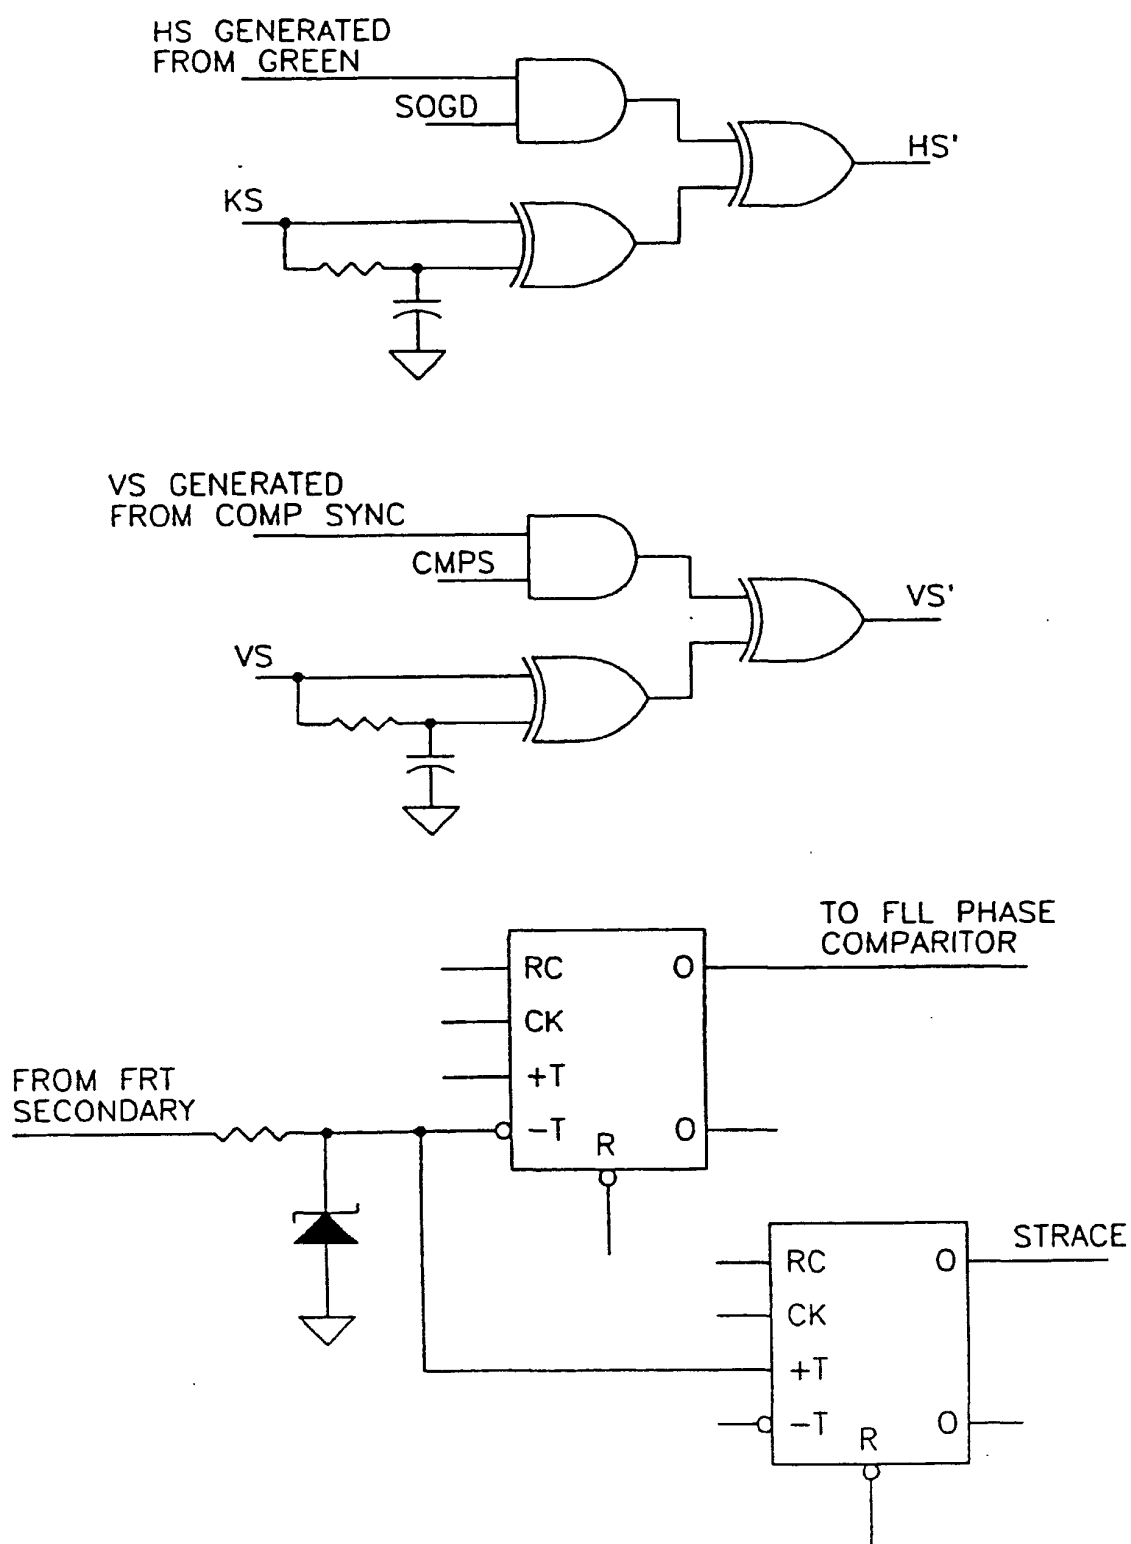 HS GENERATED
FROM GREEN
SOGD
HS'
KS
VS GENERATED
FROM COMP SYNC
CMPS
VS'
VS
TO FLL PHASE
COMPARITOR
RC O
CK
+T
FROM FRT
SECONDARY
-T O
R
STRACE
RC O
CK
+T
-T O
R